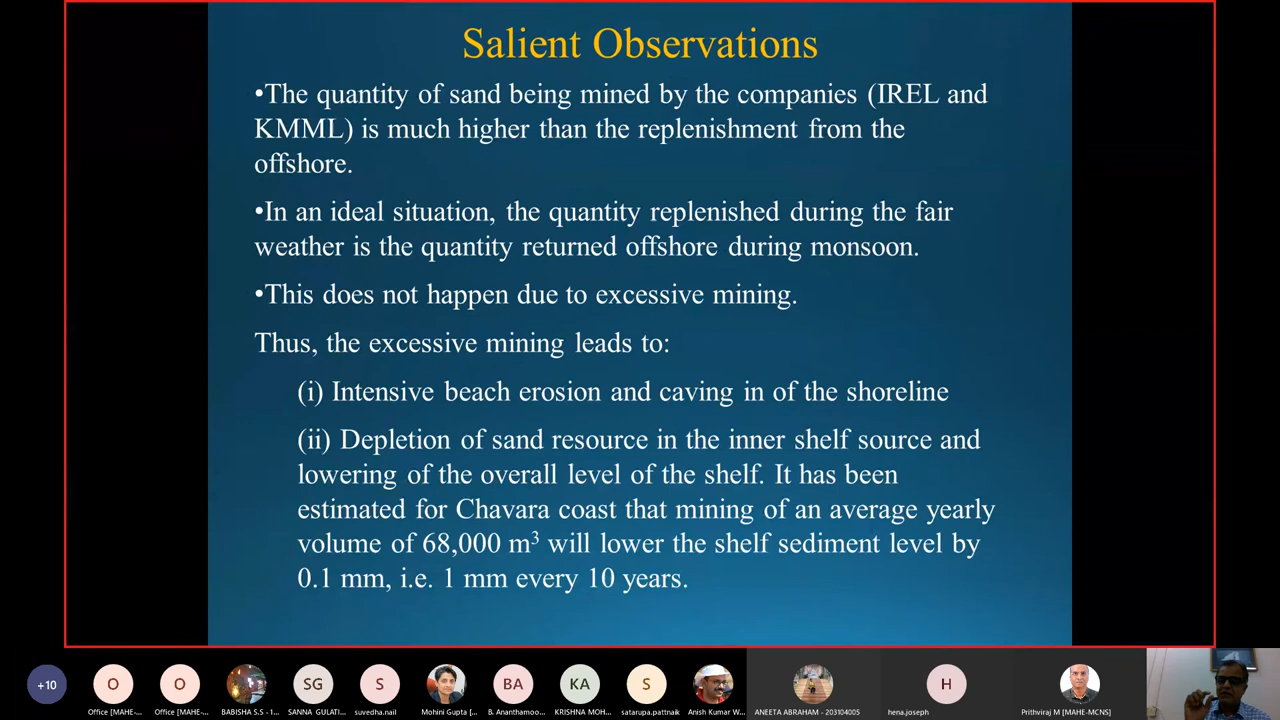 Salient Observations
•The quantity of sand being mined by the companies (IREL and
KMML) is much higher than the replenishment from the
offshore.
•In an ideal situation, the quantity replenished during the fair
weather is the quantity returned offshore during monsoon.
•This does not happen due to excessive mining.
Thus, the excessive mining leads to:
(i) Intensive beach erosion and caving in of the shoreline
(ii) Depletion of sand resource in the inner shelf source and
lowering of the overall level of the shelf. It has been
estimated for Chavara coast that mining of an average yearly
volume of 68,000 m³ will lower the shelf sediment level by
0.1 mm, i.e. 1 mm every 10 years.
+10
O
O
SG
S
BA
KA
S
H
Office [MAHE-...
Office [MAHE-...
BABISHA S.S - 1...
SANNA GULATI...
suvedha.nail
Mohini Gupta [...
B. Ananthamoo...
KRISHNA MOH...
satarupa.pattnaik
Anish Kumar W...
ANEETA ABRAHAM - 203104005
hena.joseph
Prithviraj M [MAHE-MCNS]